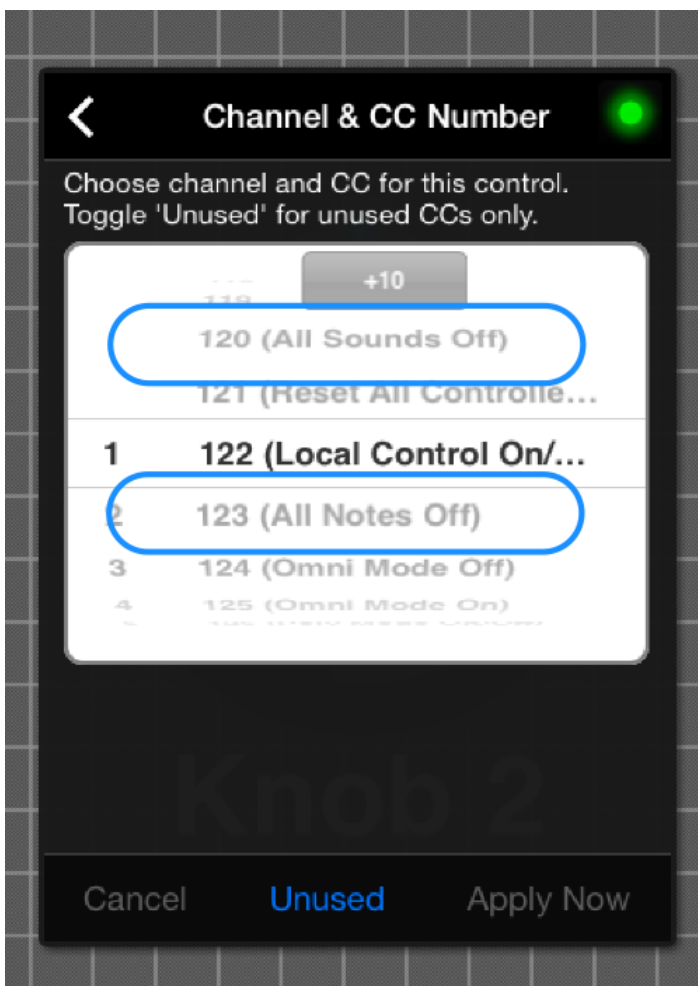 Channel & CC Number
Choose channel and CC for this control.
Toggle 'Unused' for unused CCs only.
+10
119
120 (All Sounds Off)
121 (Reset All Controlle...
1 122 (Local Control On/...
2 123 (All Notes Off)
3 124 (Omni Mode Off)
4 125 (Omni Mode On)
Knob 2
Cancel Unused Apply Now